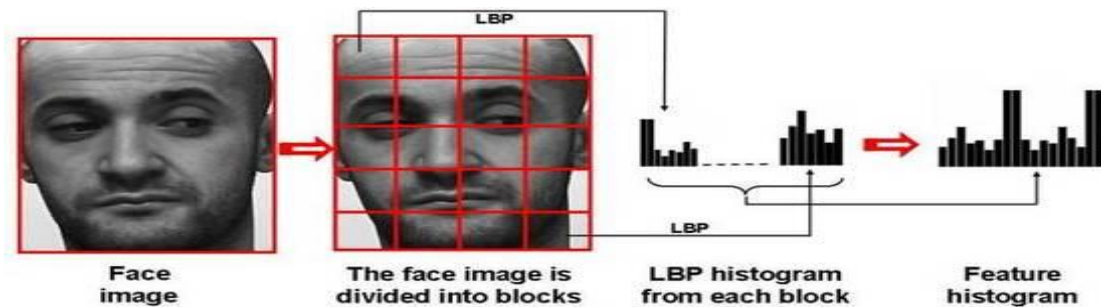 LBP
LBP
Face
image
The face image is
divided into blocks
LBP histogram
from each block
Feature
histogram